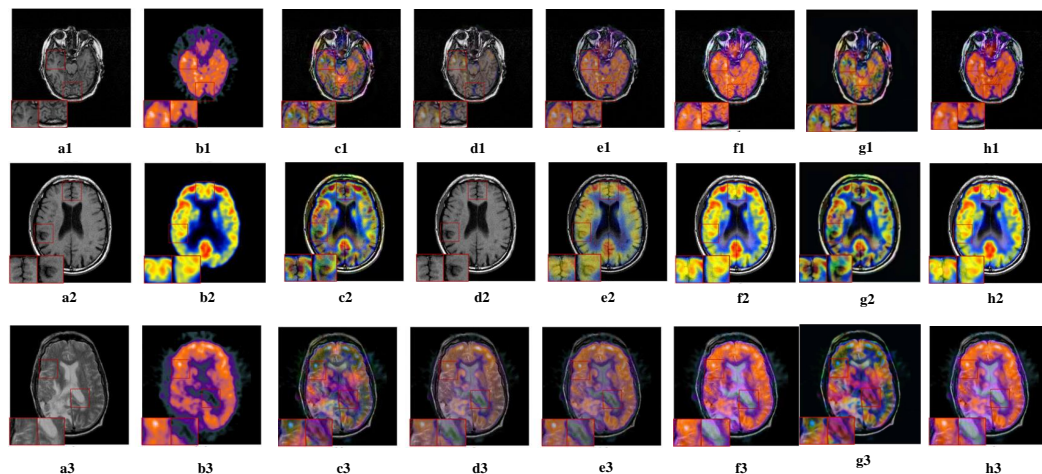 a1 b1 c1 d1 e1 f1 g1 h1
a2 b2 c2 d2 e2 f2 g2 h2
a3 b3 c3 d3 e3 f3 g3 h3